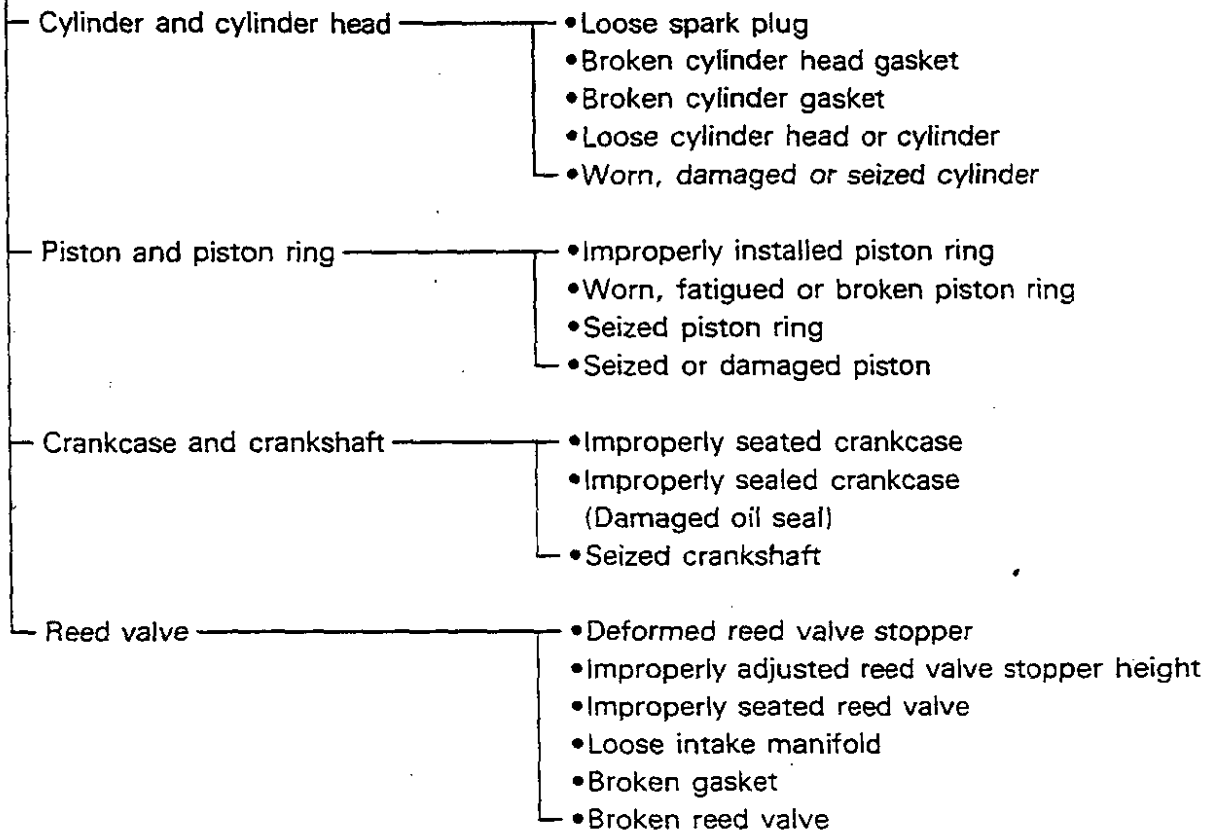 Cylinder and cylinder head
•Loose spark plug
•Broken cylinder head gasket
•Broken cylinder gasket
•Loose cylinder head or cylinder
•Worn, damaged or seized cylinder
Piston and piston ring
•Improperly installed piston ring
•Worn, fatigued or broken piston ring
•Seized piston ring
•Seized or damaged piston
Crankcase and crankshaft
•Improperly seated crankcase
•Improperly sealed crankcase
(Damaged oil seal)
•Seized crankshaft
Reed valve
•Deformed reed valve stopper
•Improperly adjusted reed valve stopper height
•Improperly seated reed valve
•Loose intake manifold
•Broken gasket
•Broken reed valve